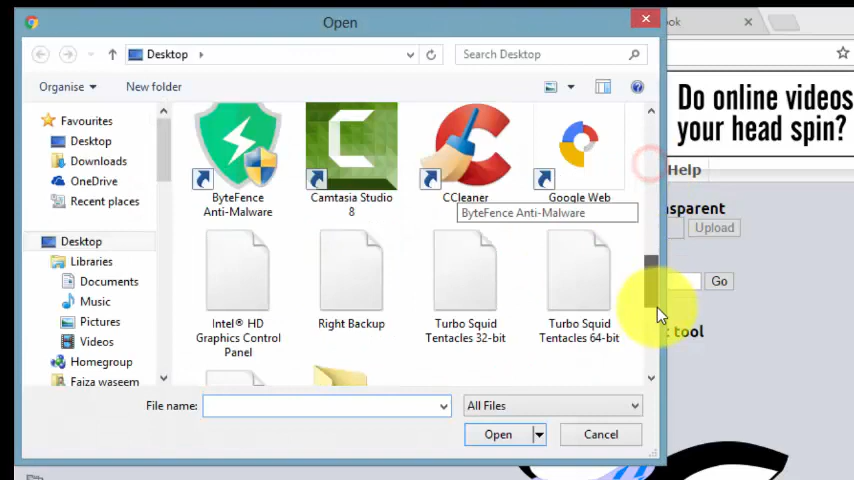 Open
ook
Desktop
Search Desktop
Organise
New folder
Do online videos
your head spin?
Favourites
Desktop
Downloads
OneDrive
Recent places
Desktop
Libraries
Documents
Music
Pictures
Videos
Homegroup
Faiza waseem
ByteFence
Anti-Malware
Camtasia Studio
8
CCleaner
Google Web
ByteFence Anti-Malware
Intel® HD
Graphics Control
Panel
Right Backup
Turbo Squid
Tentacles 32-bit
Turbo Squid
Tentacles 64-bit
Help
sparent
Upload
Go
tool
File name:
All Files
Open
Cancel